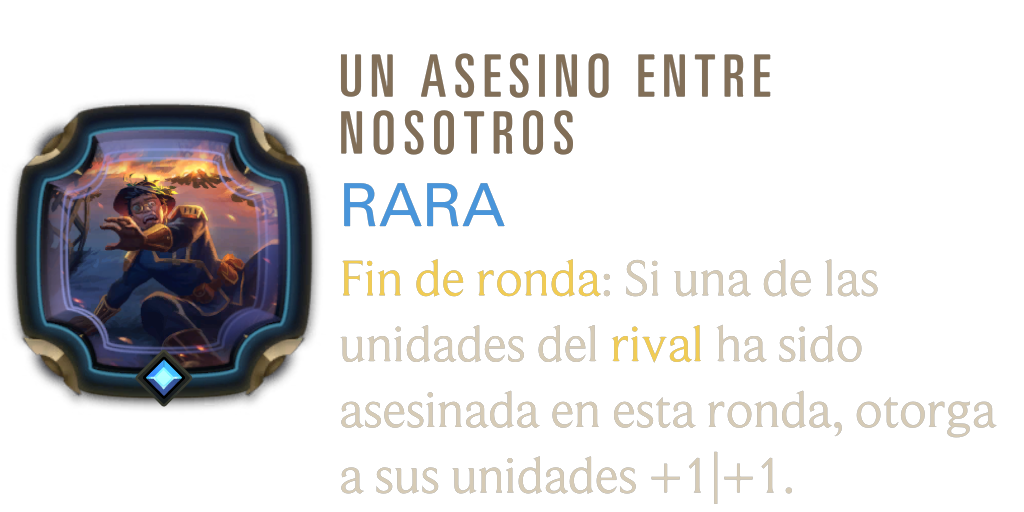 UN ASESINO ENTRE
NOSOTROS
RARA
Fin de ronda: Si una de las
unidades del rival ha sido
asesinada en esta ronda, otorga
a sus unidades +1|+1.